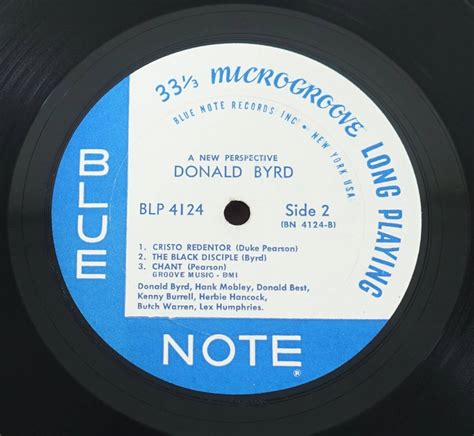 33⅓ MICROGROOVE LONG PLAYING
BLUE NOTE RECORDS INC • NEW YORK USA
A NEW PERSPECTIVE
DONALD BYRD
BLP 4124 Side 2
(BN 4124-B)
1. CRISTO REDENTOR (Duke Pearson)
2. THE BLACK DISCIPLE (Byrd)
3. CHANT (Pearson)
GROOVE MUSIC - BMI
Donald Byrd, Hank Mobley, Donald Best,
Kenny Burrell, Herbie Hancock,
Butch Warren, Lex Humphries.
BLUE
NOTE®